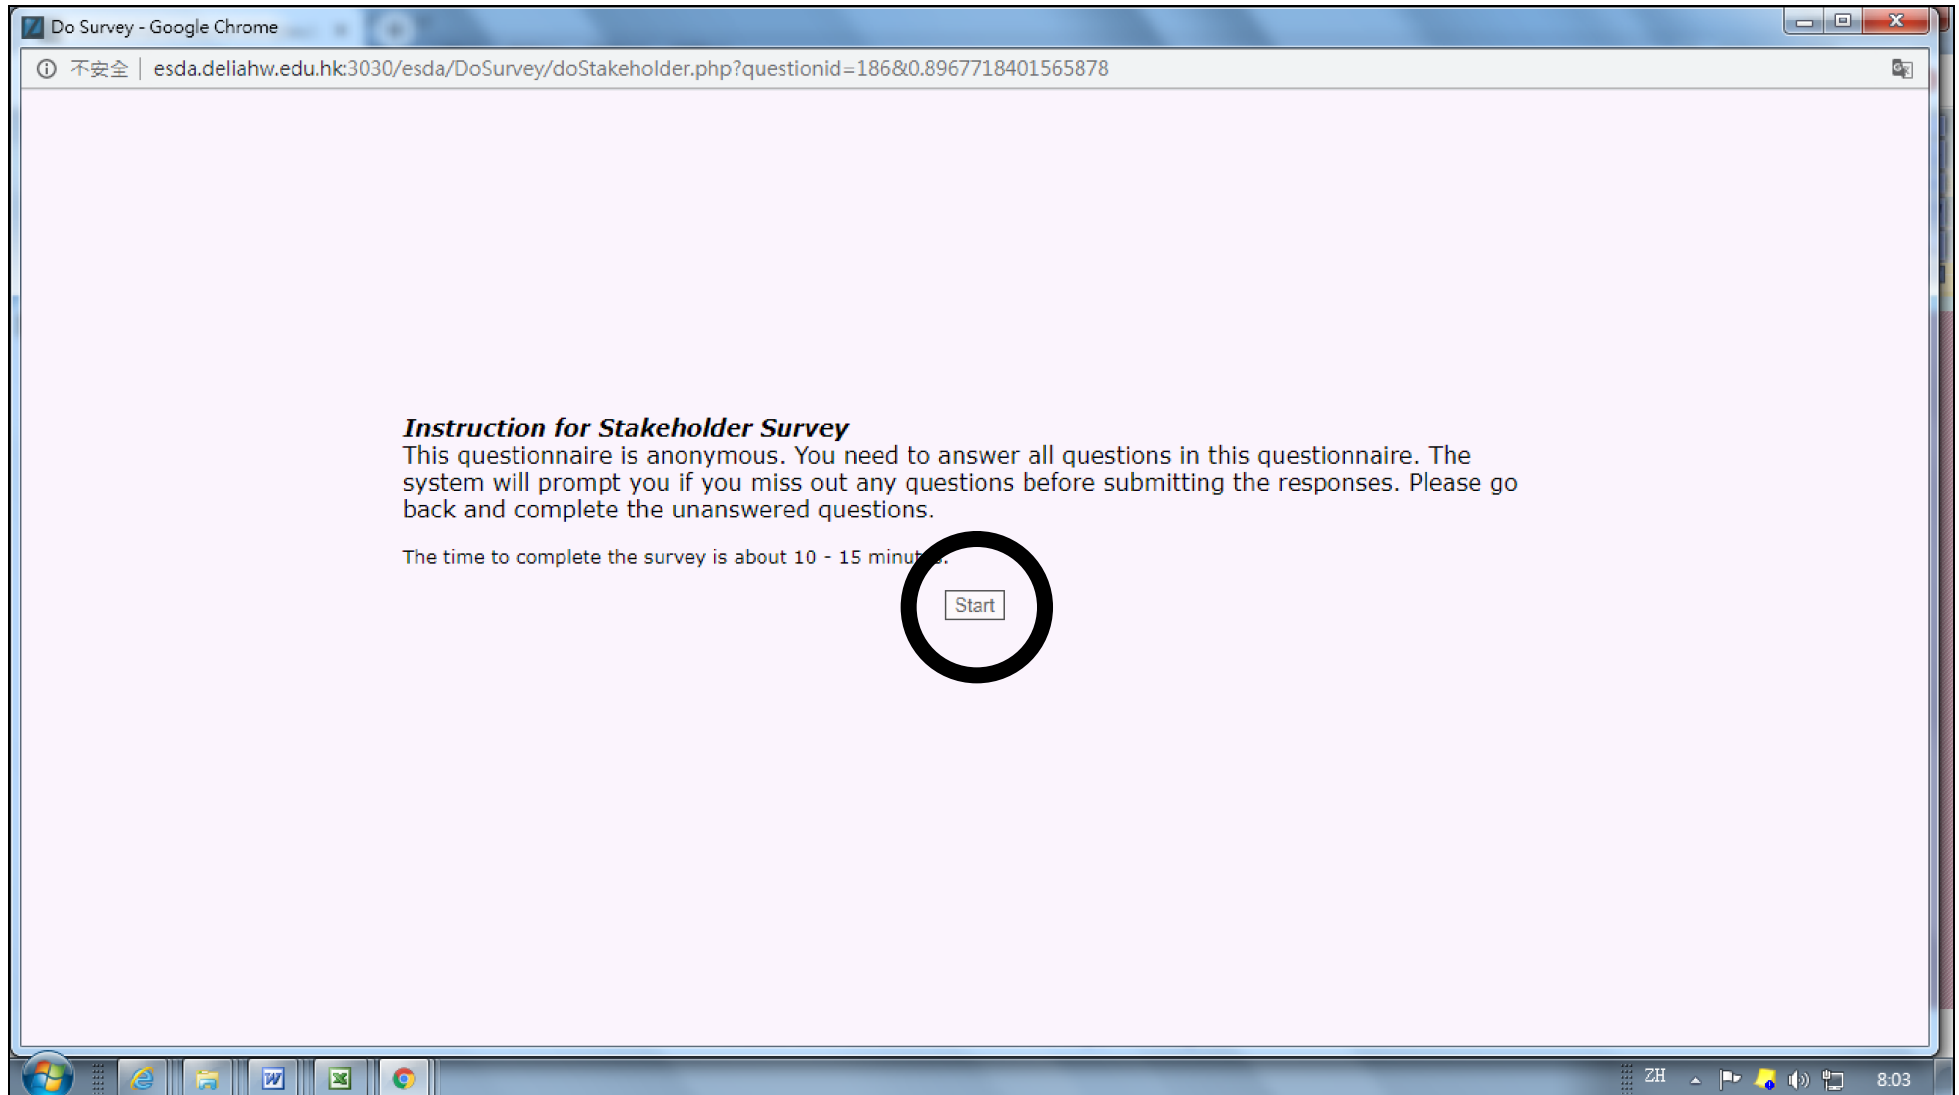 Do Survey - Google Chrome
不安全 | esda.deliahw.edu.hk:3030/esda/DoSurvey/doStakeholder.php?questionid=186&0.8967718401565878
Instruction for Stakeholder Survey
This questionnaire is anonymous. You need to answer all questions in this questionnaire. The
system will prompt you if you miss out any questions before submitting the responses. Please go
back and complete the unanswered questions.
The time to complete the survey is about 10 - 15 minutes.
Start
ZH
8:03